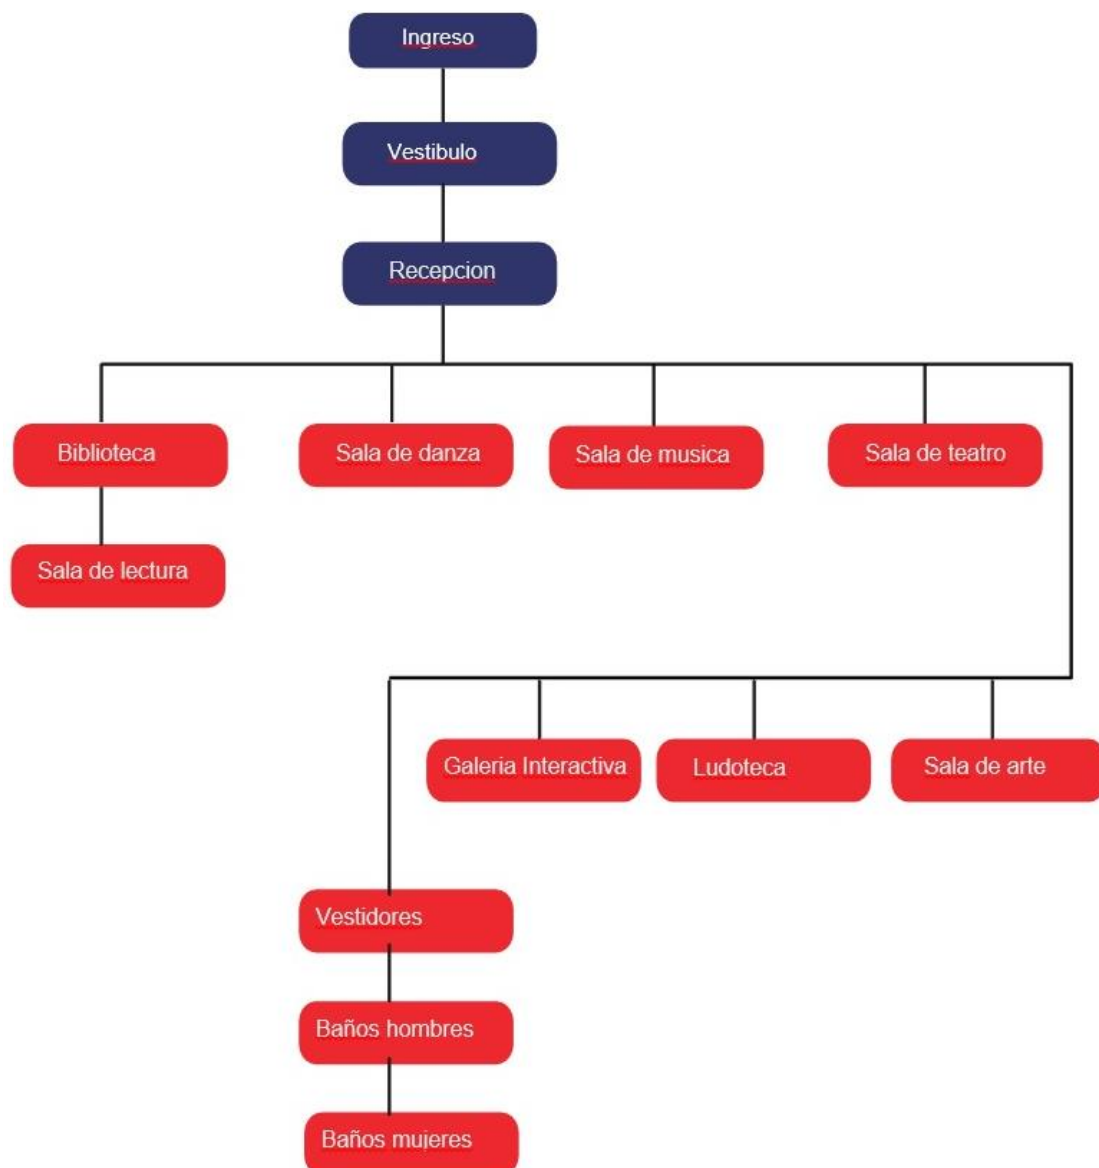 Ingreso
Vestibulo
Recepcion
Biblioteca
Sala de danza
Sala de musica
Sala de teatro
Sala de lectura
Galeria Interactiva
Ludoteca
Sala de arte
Vestidores
Baños hombres
Baños mujeres